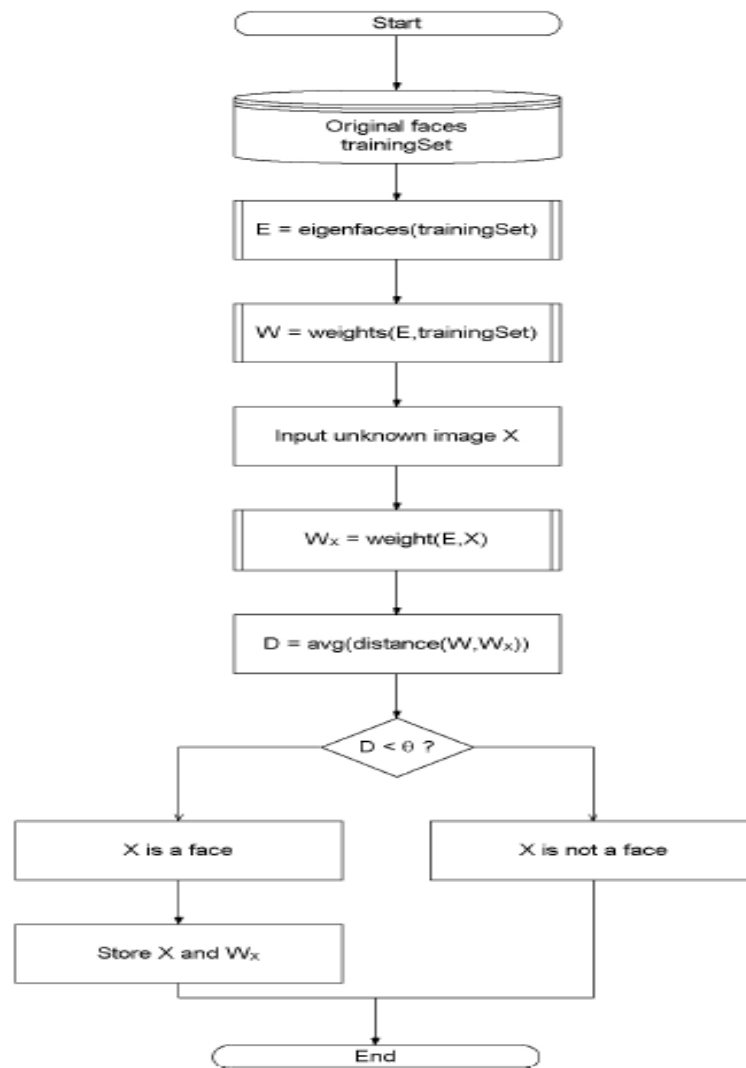 Start
Original faces
trainingSet
E = eigenfaces(trainingSet)
W = weights(E,trainingSet)
Input unknown image X
Wₓ = weight(E,X)
D = avg(distance(W,Wₓ))
D < θ ?
X is a face
X is not a face
Store X and Wₓ
End